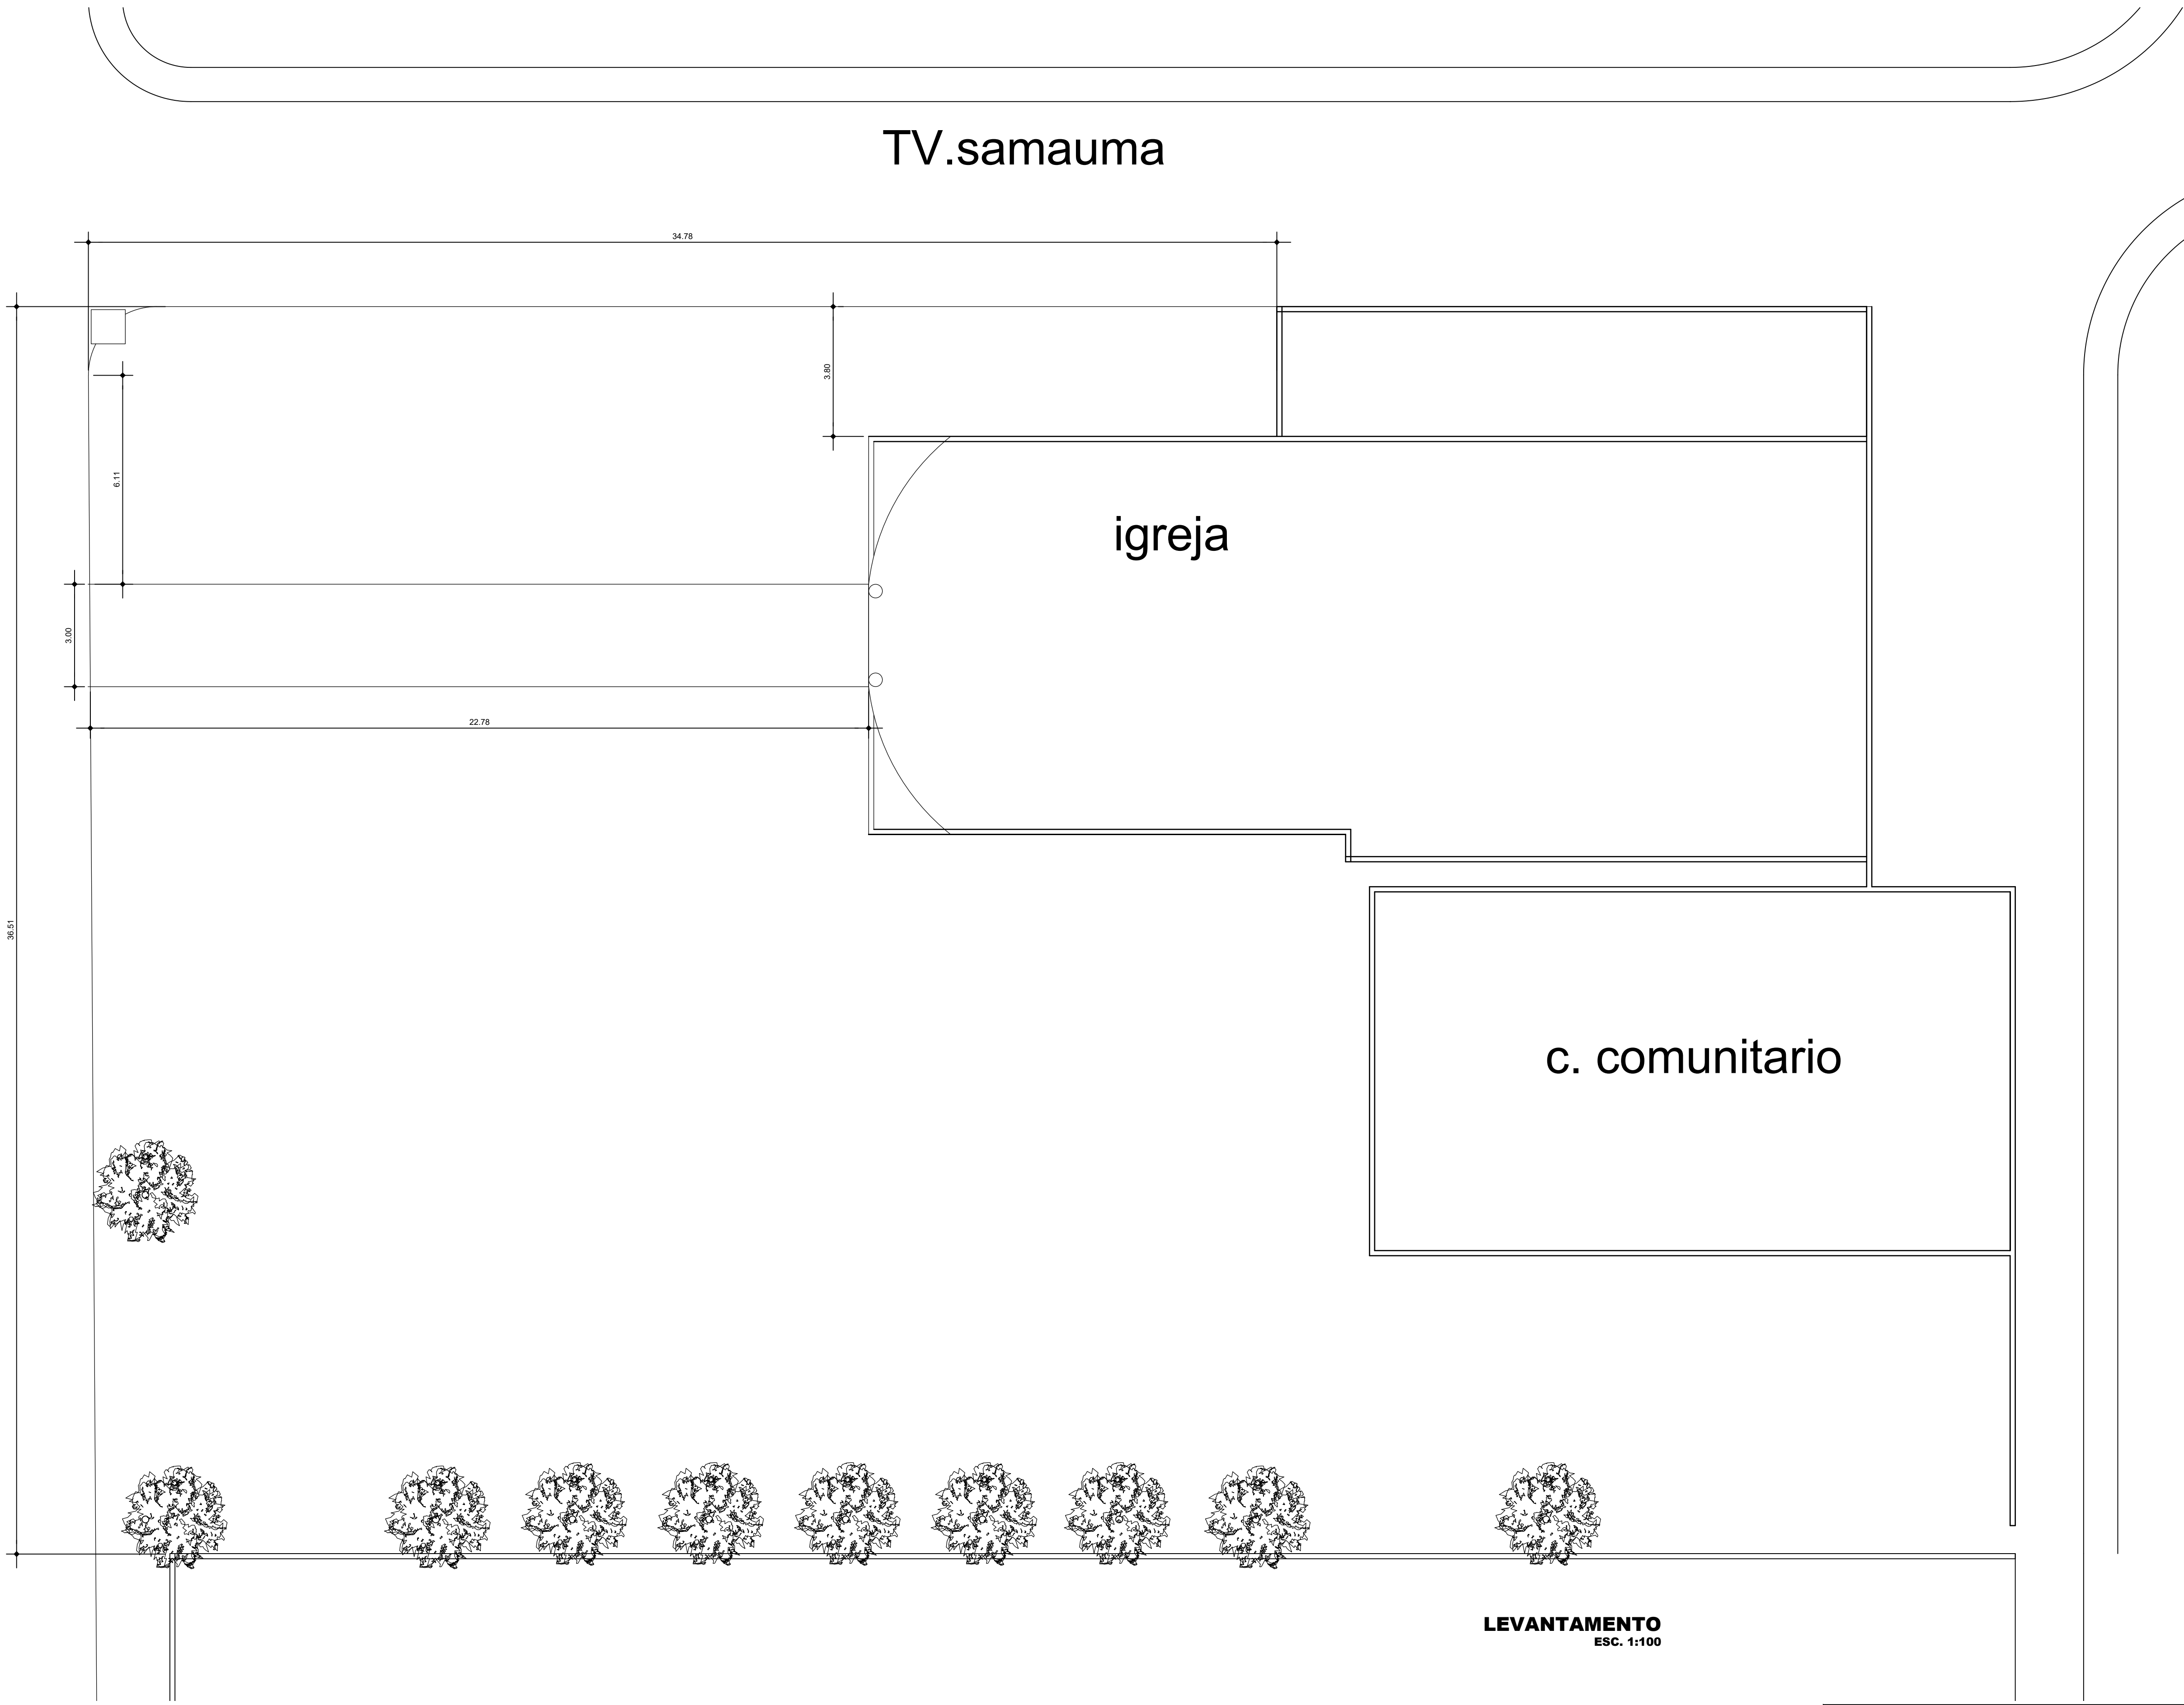 TV.samauma
34.78
3.80
6.11
igreja
3.00
22.78
36.51
c. comunitario
LEVANTAMENTO
ESC. 1:100